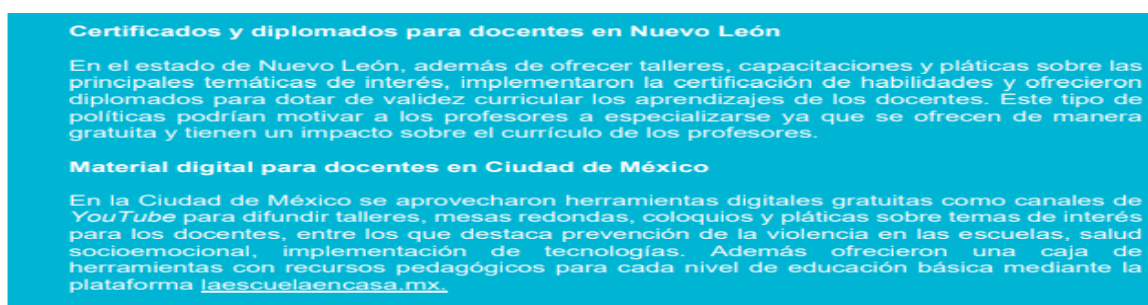 Certificados y diplomados para docentes en Nuevo León
En el estado de Nuevo León, además de ofrecer talleres, capacitaciones y pláticas sobre las
principales temáticas de interés, implementaron la certificación de habilidades y ofrecieron
diplomados para dotar de validez curricular los aprendizajes de los docentes. Este tipo de
políticas podrían motivar a los profesores a especializarse ya que se ofrecen de manera
gratuita y tienen un impacto sobre el currículo de los profesores.
Material digital para docentes en Ciudad de México
En la Ciudad de México se aprovecharon herramientas digitales gratuitas como canales de
YouTube para difundir talleres, mesas redondas, coloquios y pláticas sobre temas de interés
para los docentes, entre los que destaca prevención de la violencia en las escuelas, salud
socioemocional, implementación de tecnologías. Además ofrecieron una caja de
herramientas con recursos pedagógicos para cada nivel de educación básica mediante la
plataforma laescuelaencasa.mx.